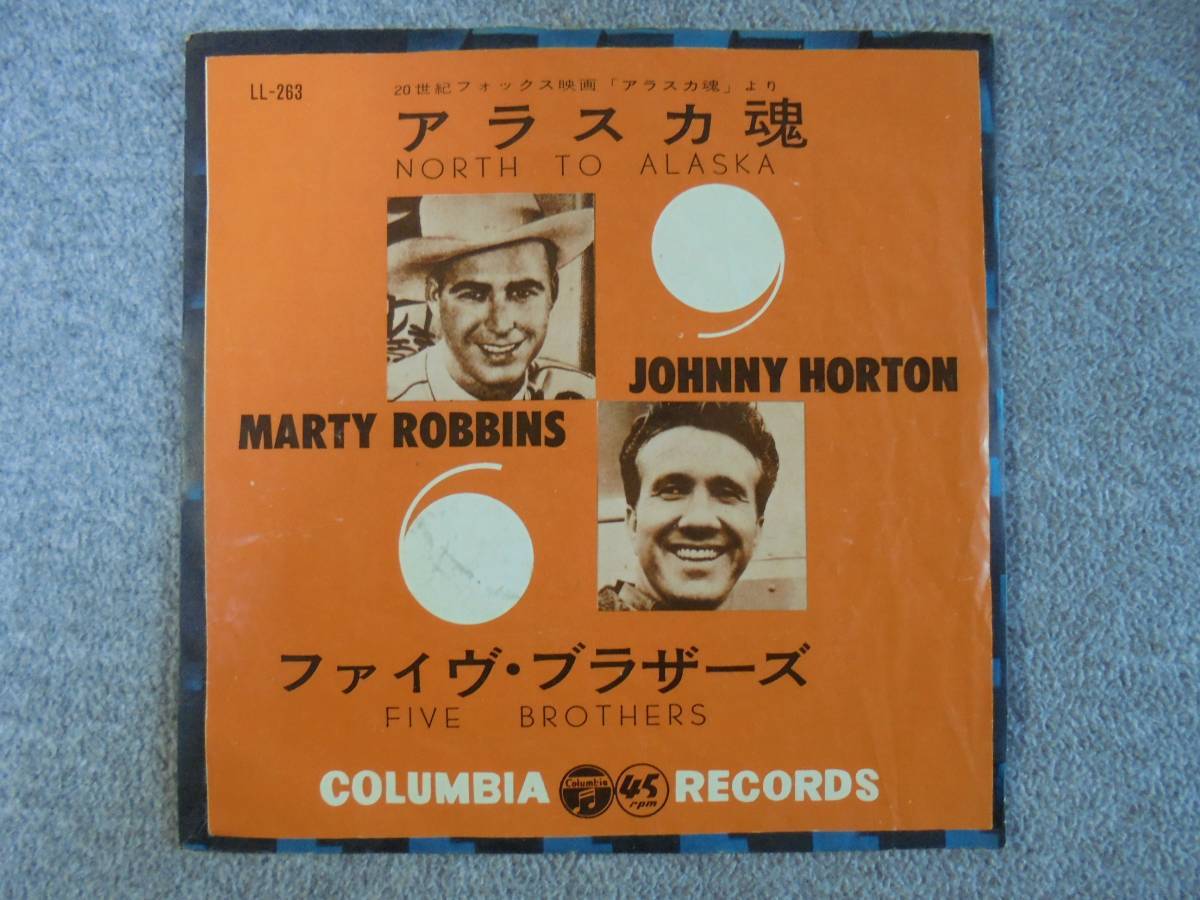 LL-263
20世紀フォックス映画「アラスカ魂」より
アラスカ魂
NORTH TO ALASKA
JOHNNY HORTON
MARTY ROBBINS
ファイヴ・ブラザーズ
FIVE BROTHERS
COLUMBIA Columbia 45 rpm RECORDS